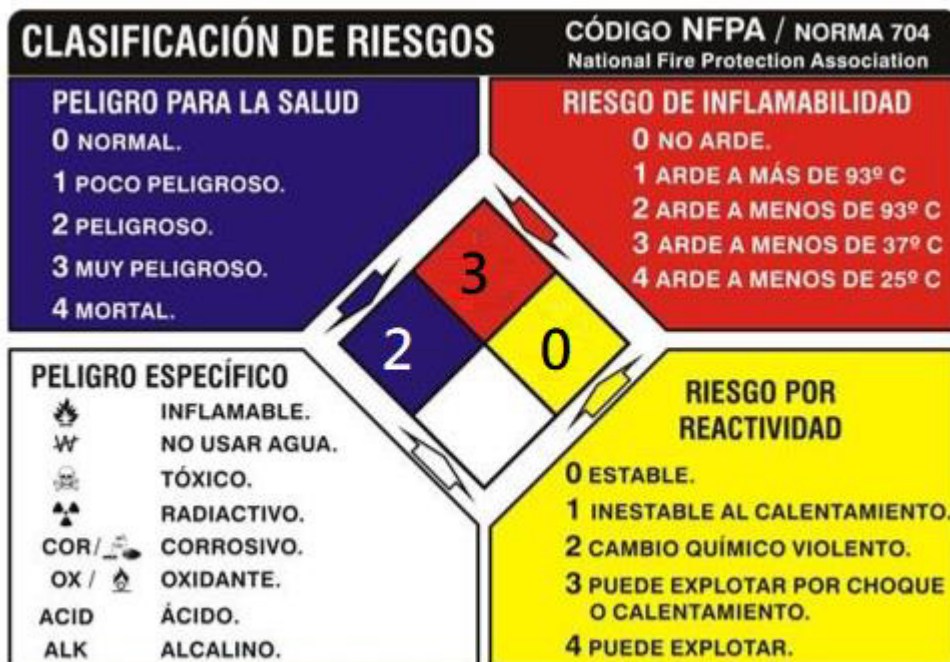 CLASIFICACIÓN DE RIESGOS
CÓDIGO NFPA / NORMA 704
National Fire Protection Association
PELIGRO PARA LA SALUD
0 NORMAL.
1 POCO PELIGROSO.
2 PELIGROSO.
3 MUY PELIGROSO.
4 MORTAL.
RIESGO DE INFLAMABILIDAD
0 NO ARDE.
1 ARDE A MÁS DE 93º C
2 ARDE A MENOS DE 93º C
3 ARDE A MENOS DE 37º C
4 ARDE A MENOS DE 25º C
3
2
0
PELIGRO ESPECÍFICO
INFLAMABLE.
W NO USAR AGUA.
TÓXICO.
RADIACTIVO.
COR/ CORROSIVO.
OX / OXIDANTE.
ACID ÁCIDO.
ALK ALCALINO.
RIESGO POR
REACTIVIDAD
0 ESTABLE.
1 INESTABLE AL CALENTAMIENTO.
2 CAMBIO QUÍMICO VIOLENTO.
3 PUEDE EXPLOTAR POR CHOQUE
O CALENTAMIENTO.
4 PUEDE EXPLOTAR.